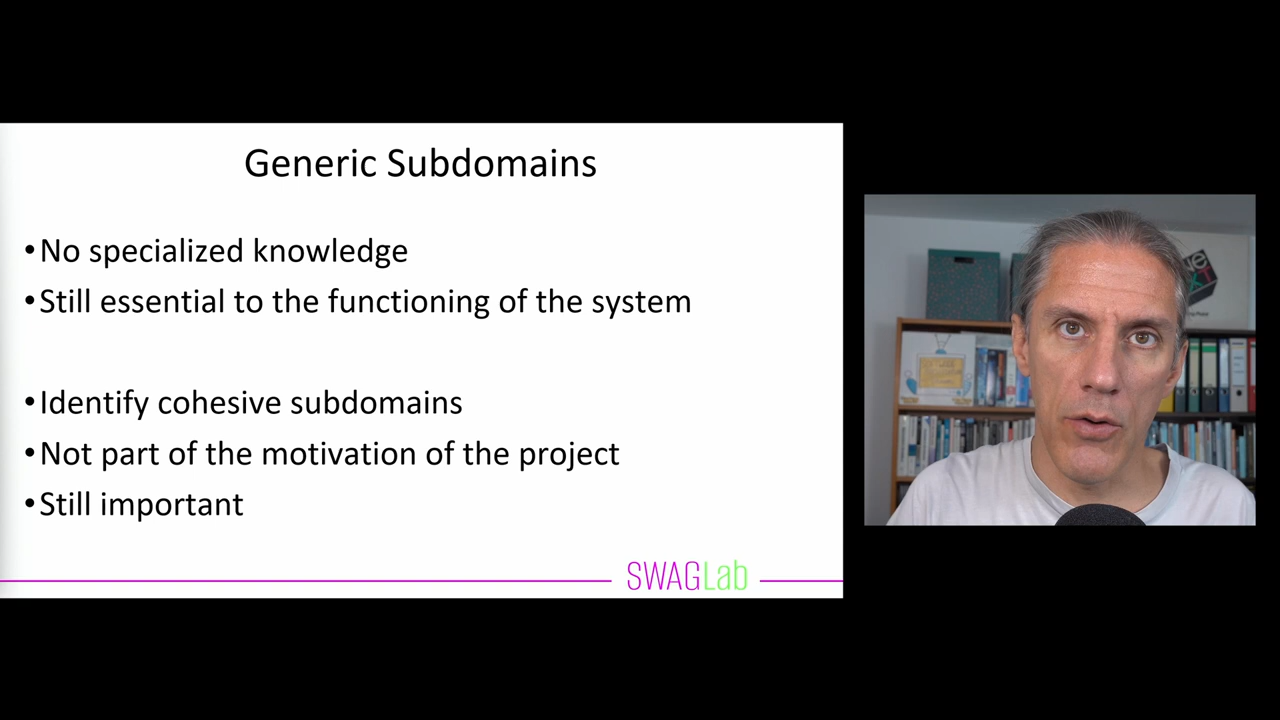 Generic Subdomains
•No specialized knowledge
•Still essential to the functioning of the system
•Identify cohesive subdomains
•Not part of the motivation of the project
•Still important
SWAGLab